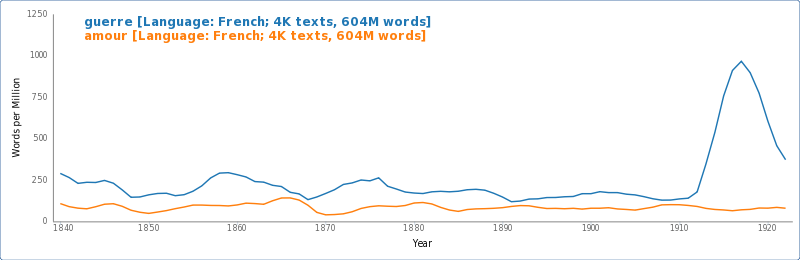 guerre [Language: French; 4K texts, 604M words]
amour [Language: French; 4K texts, 604M words]
1250
1000
750
500
250
0
Words per Million
1840 1850 1860 1870 1880 1890 1900 1910 1920
Year